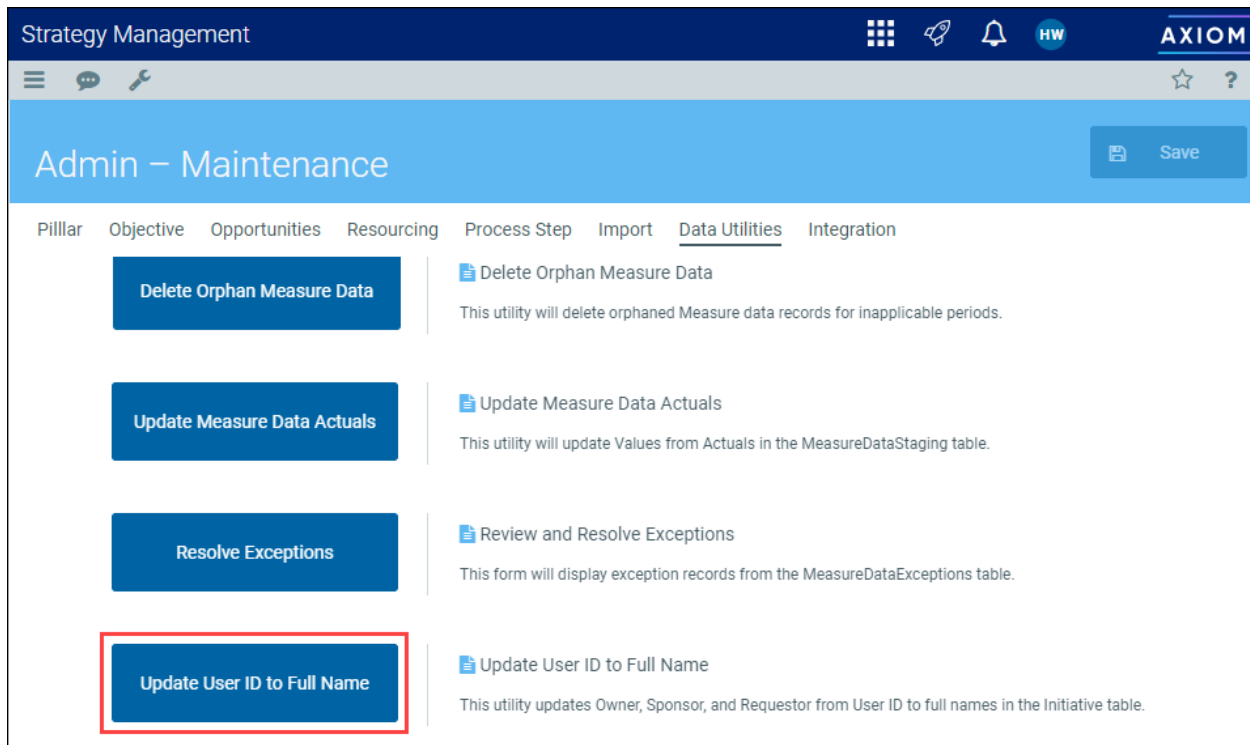 Strategy Management
HW
AXIOM
?
Admin – Maintenance
Save
Pilllar Objective Opportunities Resourcing Process Step Import Data Utilities Integration
Delete Orphan Measure Data
Delete Orphan Measure Data
This utility will delete orphaned Measure data records for inapplicable periods.
Update Measure Data Actuals
Update Measure Data Actuals
This utility will update Values from Actuals in the MeasureDataStaging table.
Resolve Exceptions
Review and Resolve Exceptions
This form will display exception records from the MeasureDataExceptions table.
Update User ID to Full Name
Update User ID to Full Name
This utility updates Owner, Sponsor, and Requestor from User ID to full names in the Initiative table.